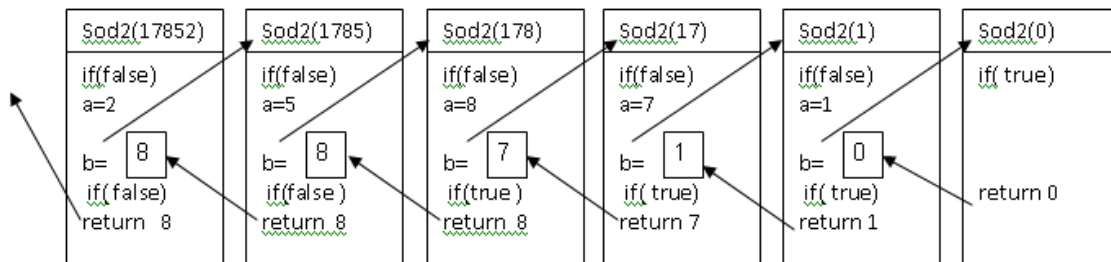 Sod2(17852)
if(false)
a=2
b= 8
if( false)
return 8
Sod2(1785)
if(false)
a=5
b= 8
if(false )
return 8
Sod2(178)
if(false)
a=8
b= 7
if(true )
return 8
Sod2(17)
if(false)
a=7
b= 1
if( true)
return 7
Sod2(1)
if(false)
a=1
b= 0
if( true)
return 1
Sod2(0)
if( true)
return 0